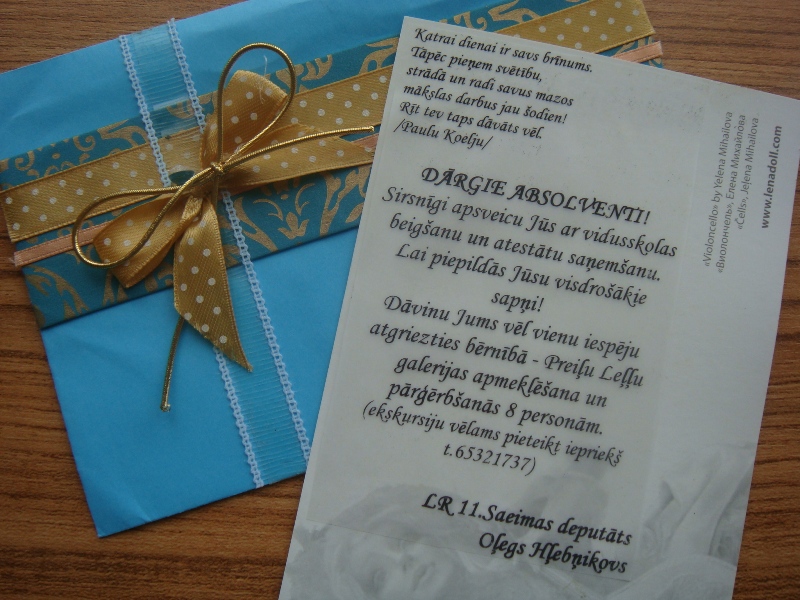 Katrai dienai ir savs brīnums.
Tāpēc pieņem svētību,
strādā un radi savus mazos
mākslas darbus jau šodien!
Rīt tev taps dāvāts vēl.
/Paulu Koelju/
DĀRGIE ABSOLVENTI!
Sirsnīgi apsveicu Jūs ar vidusskolas
beigšanu un atestātu saņemšanu.
Lai piepildās Jūsu visdrošākie
sapņi!
Dāvinu Jums vēl vienu iespēju
atgriezties bērnībā - Preiļu Leļļu
galerijas apmeklēšana un
pārģērbšanās 8 personām.
(ekskursiju vēlams pieteikt iepriekš
t.65321737)
LR 11.Saeimas deputāts
Oļegs Hļebņikovs
«Violoncello» by Yelena Mihailova
«Виолончель», Елена Михайлова
«Čells», Jeļena Mihailova
www.lenadoll.com